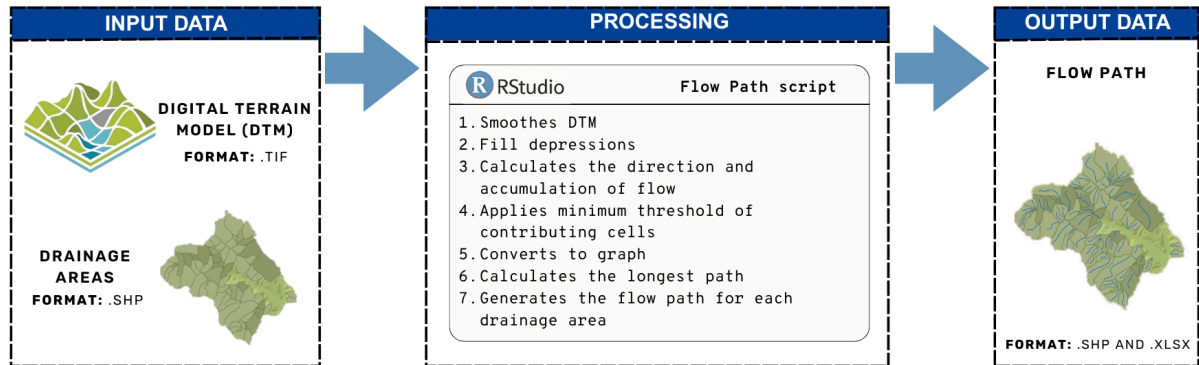 INPUT DATA
DIGITAL TERRAIN
MODEL (DTM)
FORMAT: .TIF
DRAINAGE
AREAS
FORMAT: .SHP
PROCESSING
R RStudio
Flow Path script
1. Smoothes DTM
2. Fill depressions
3. Calculates the direction and
accumulation of flow
4. Applies minimum threshold of
contributing cells
5. Converts to graph
6. Calculates the longest path
7. Generates the flow path for each
drainage area
OUTPUT DATA
FLOW PATH
FORMAT: .SHP AND .XLSX